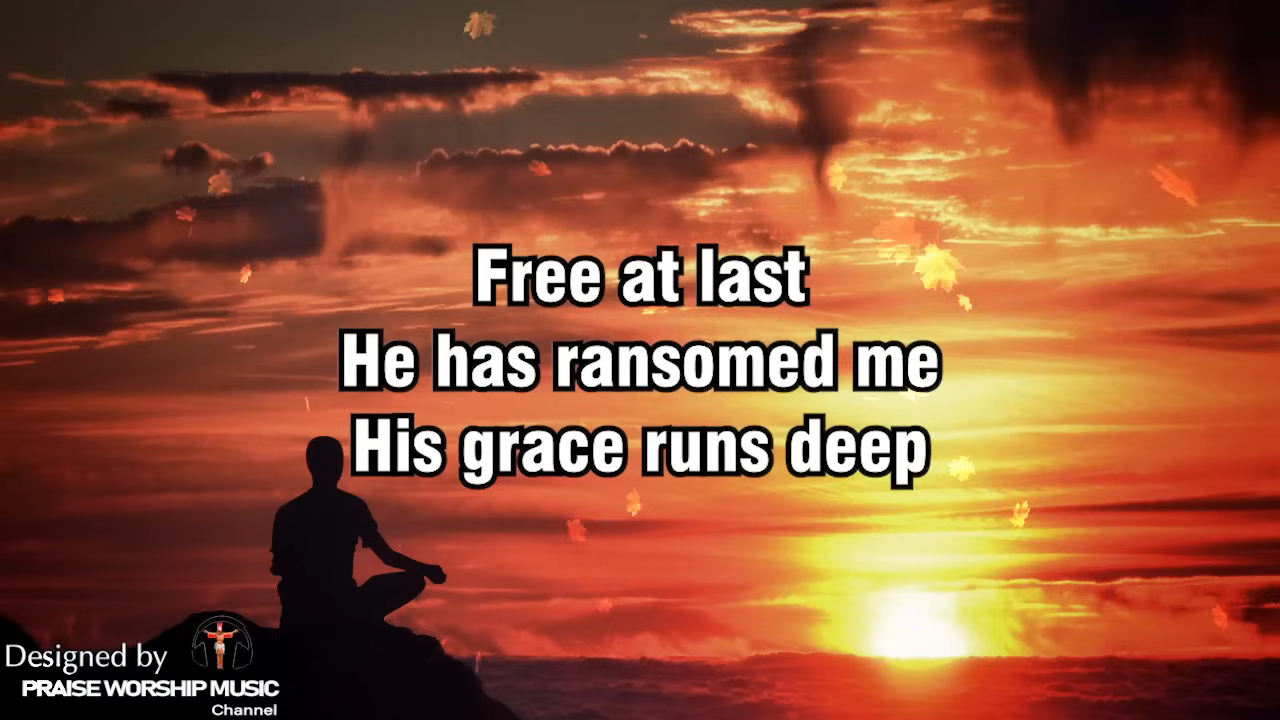 Free at last
He has ransomed me
His grace runs deep
Designed by
PRAISE WORSHIP MUSIC
Channel